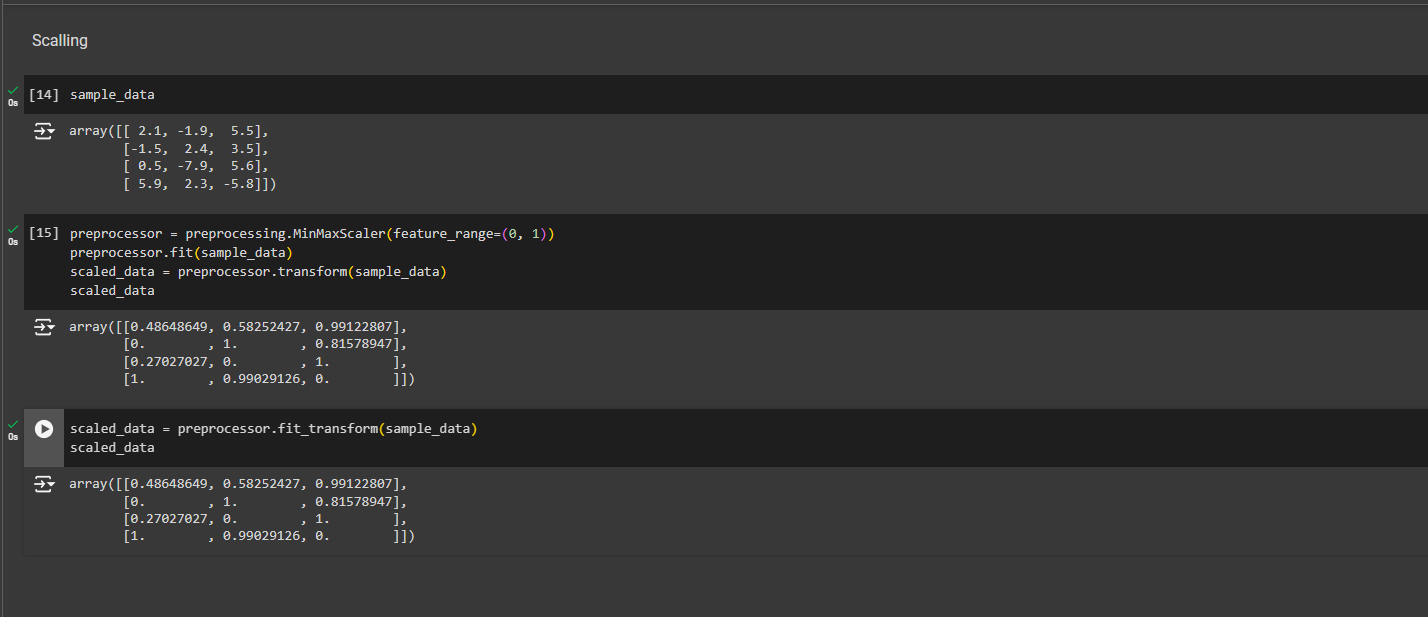 Scalling
0s
[14] sample_data
array([[ 2.1, -1.9,  5.5],
       [-1.5,  2.4,  3.5],
       [ 0.5, -7.9,  5.6],
       [ 5.9,  2.3, -5.8]])
0s
[15] preprocessor = preprocessing.MinMaxScaler(feature_range=(0, 1))
preprocessor.fit(sample_data)
scaled_data = preprocessor.transform(sample_data)
scaled_data
array([[0.48648649, 0.58252427, 0.99122807],
       [0.        , 1.        , 0.81578947],
       [0.27027027, 0.        , 1.        ],
       [1.        , 0.99029126, 0.        ]])
0s
scaled_data = preprocessor.fit_transform(sample_data)
scaled_data
array([[0.48648649, 0.58252427, 0.99122807],
       [0.        , 1.        , 0.81578947],
       [0.27027027, 0.        , 1.        ],
       [1.        , 0.99029126, 0.        ]])